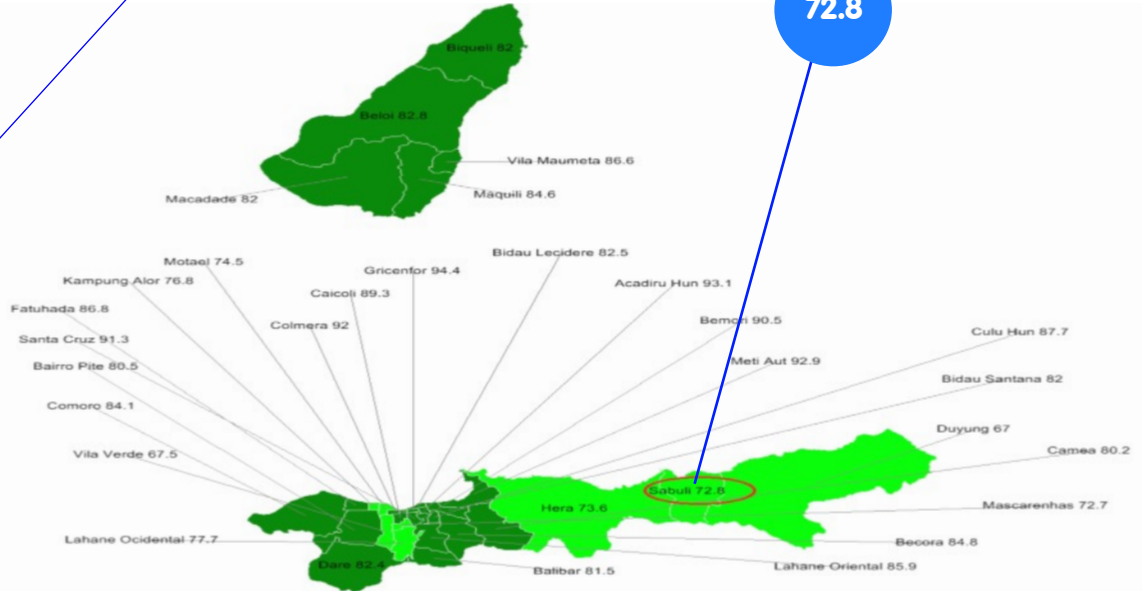 72.8
Biqueli 82
Beloi 82.8
Vila Maumeta 86.6
Maquili 84.6
Macadade 82
Bidau Lecidere 82.5
Motael 74.5
Gricenfor 94.4
Kampung Alor 76.8
Acadiru Hun 93.1
Caicoli 89.3
Fatuhada 86.8
Bemori 90.5
Colmera 92
Culu Hun 87.7
Santa Cruz 91.3
Meti Aut 92.9
Bairro Pite 80.5
Bidau Santana 82
Comoro 84.1
Duyung 67
Camea 80.2
Vila Verde 67.5
Sabuli 72.8
Mascarenhas 72.7
Hera 73.6
Lahane Ocidental 77.7
Becora 84.8
Dare 82.4
Lahane Oriental 85.9
Balibar 81.5